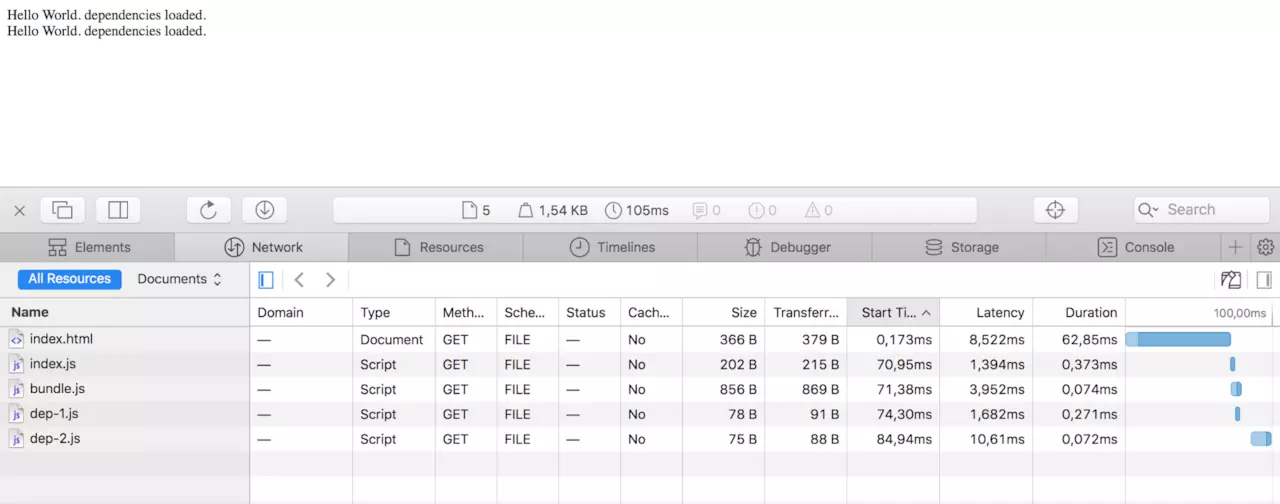 Hello World. dependencies loaded.
Hello World. dependencies loaded.
5 1,54 KB 105ms 0 0 0 Search
Elements Network Resources Timelines Debugger Storage Console
All Resources Documents 
Name Domain Type Meth... Sche... Status Cach... Size Transferr... Start Ti... Latency Duration 100,00ms
index.html — Document GET FILE — No 366 B 379 B 0,173ms 8,522ms 62,85ms
index.js — Script GET FILE — No 202 B 215 B 70,95ms 1,394ms 0,373ms
bundle.js — Script GET FILE — No 856 B 869 B 71,38ms 3,952ms 0,074ms
dep-1.js — Script GET FILE — No 78 B 91 B 74,30ms 1,682ms 0,271ms
dep-2.js — Script GET FILE — No 75 B 88 B 84,94ms 10,61ms 0,072ms